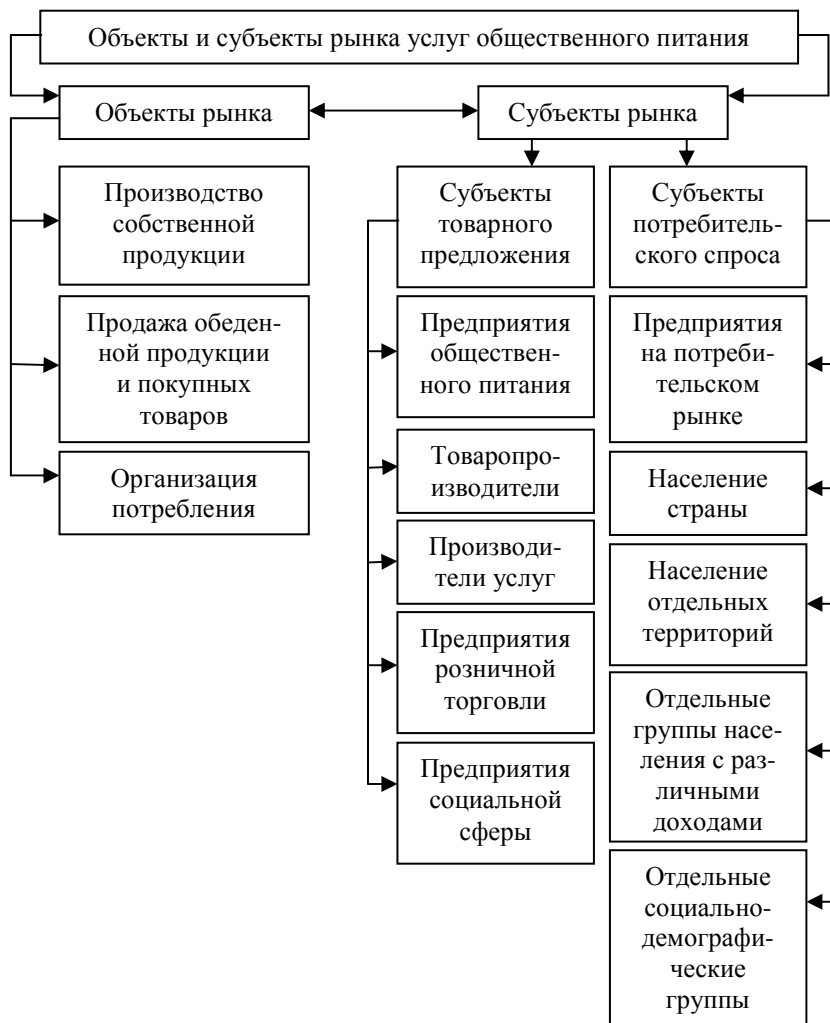 Объекты и субъекты рынка услуг общественного питания
Объекты рынка
Субъекты рынка
Производство
собственной
продукции
Продажа обеден-
ной продукции
и покупных
товаров
Организация
потребления
Субъекты
товарного
предложения
Предприятия
обществен-
ного питания
Товаропро-
изводители
Производи-
тели услуг
Предприятия
розничной
торговли
Предприятия
социальной
сферы
Субъекты
потребитель-
ского спроса
Предприятия
на потреби-
тельском
рынке
Население
страны
Население
отдельных
территорий
Отдельные
группы насе-
ления с раз-
личными
доходами
Отдельные
социально-
демографи-
ческие
группы